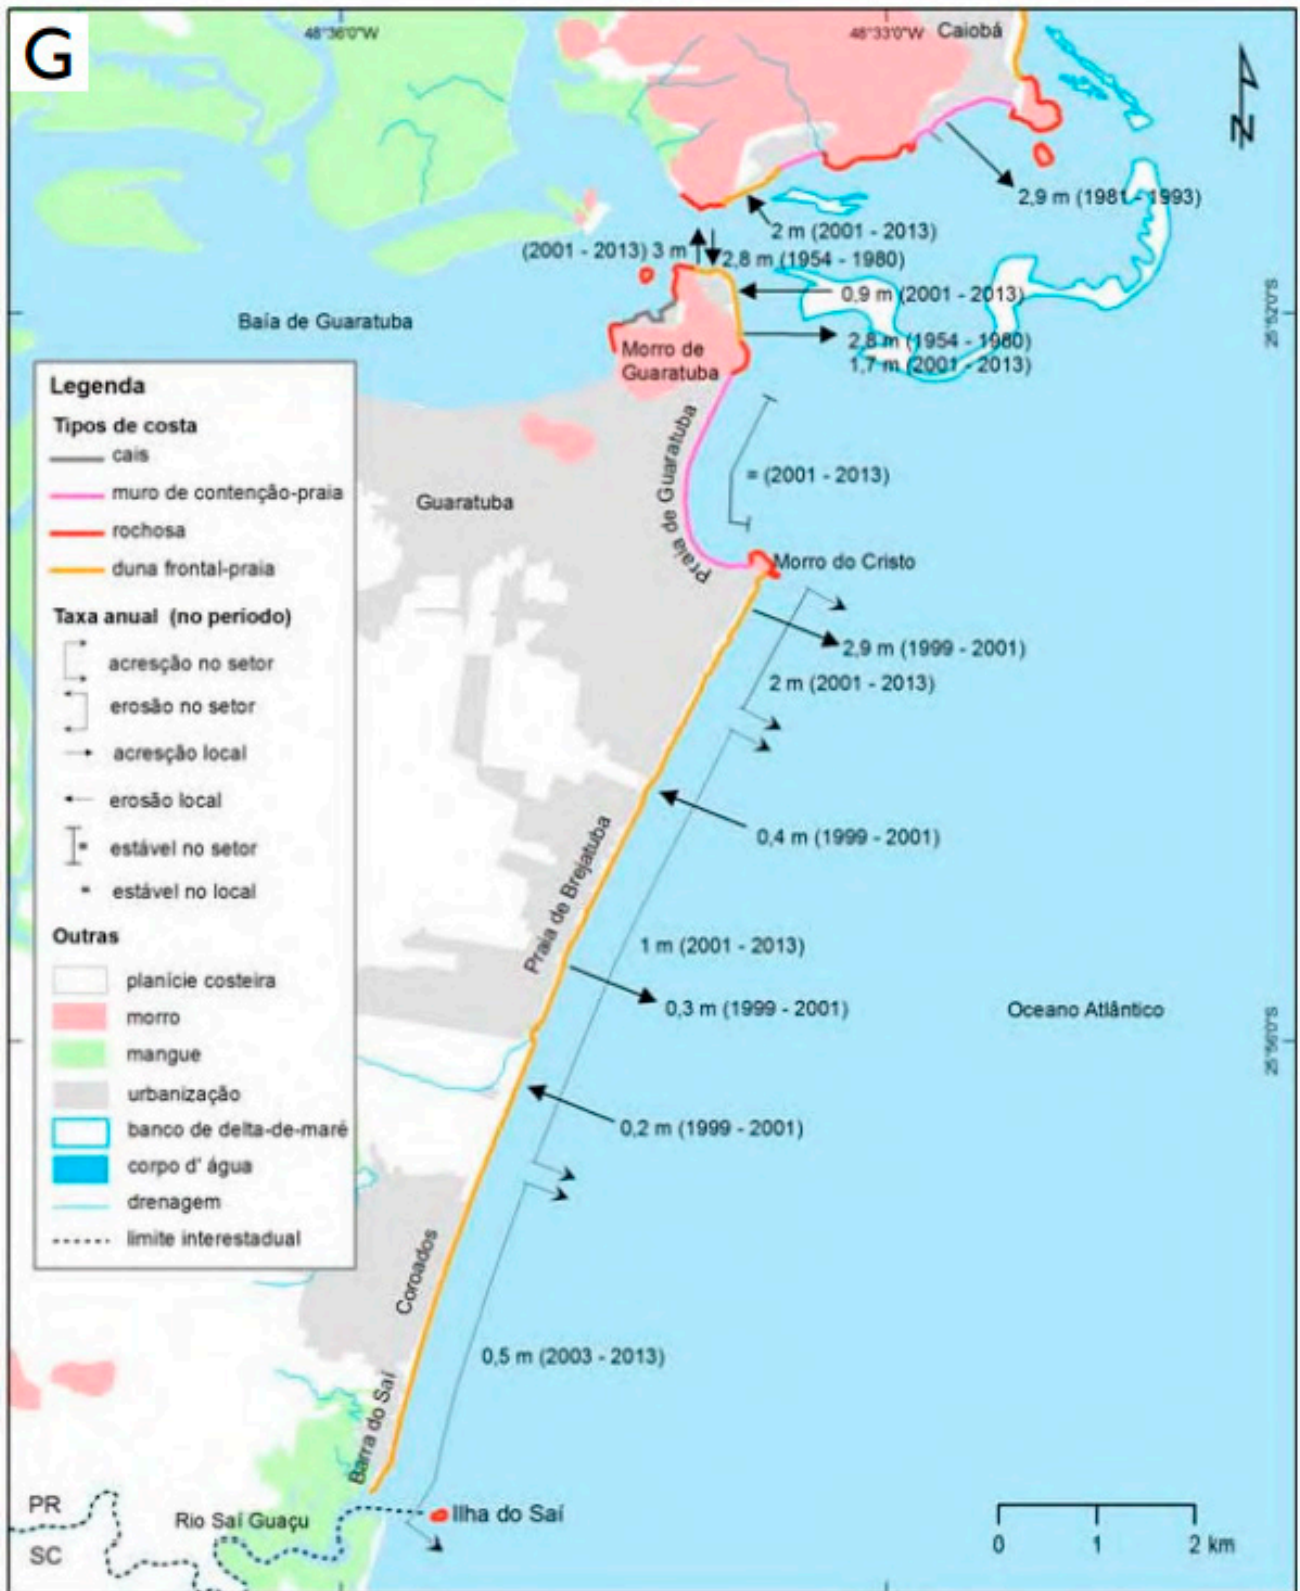 G
48°36'0"W
48°33'0"W
Caiobá
N
2,9 m (1981 - 1993)
2 m (2001 - 2013)
(2001 - 2013) 3 m
2,8 m (1954 - 1980)
0,9 m (2001 - 2013)
25°52'0"S
Baía de Guaratuba
2,8 m (1954 - 1980)
1,7 m (2001 - 2013)
Morro de
Guaratuba
Praia de Guaratuba
= (2001 - 2013)
Guaratuba
Morro do Cristo
2,9 m (1999 - 2001)
2 m (2001 - 2013)
0,4 m (1999 - 2001)
Praia de Brejatuba
1 m (2001 - 2013)
0,3 m (1999 - 2001)
Oceano Atlântico
25°56'0"S
0,2 m (1999 - 2001)
Coroados
0,5 m (2003 - 2013)
Barra do Saí
Ilha do Saí
Rio Saí Guaçu
PR
SC
0 1 2 km
Legenda
Tipos de costa
cais
muro de contenção-praia
rochosa
duna frontal-praia
Taxa anual (no período)
acresção no setor
erosão no setor
acresção local
erosão local
= estável no setor
= estável no local
Outras
planície costeira
morro
mangue
urbanização
banco de delta-de-maré
corpo d' água
drenagem
limite interestadual